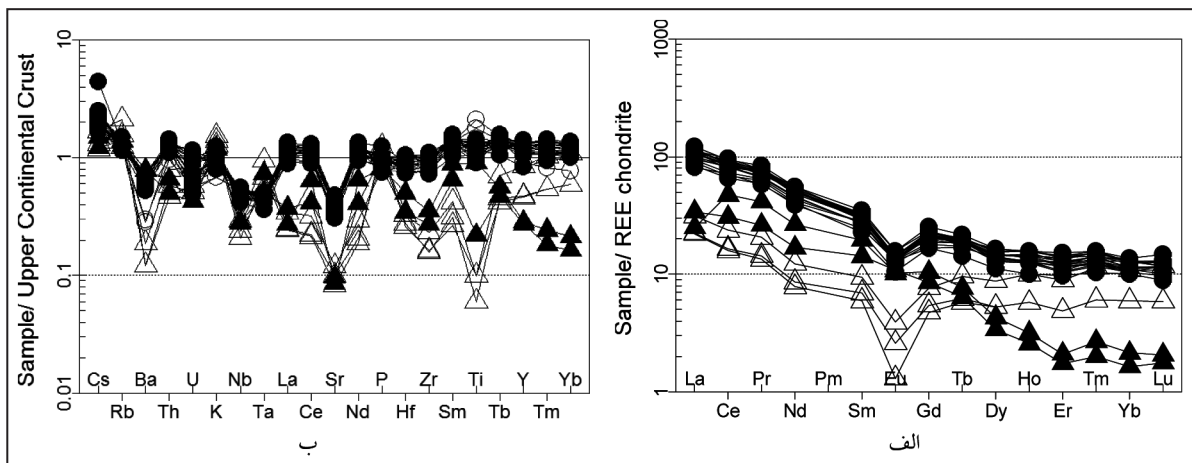 Sample/ Upper Continental Crust
10
1
0.1
0.01
Cs Ba U Nb La Sr P Zr Ti Y Yb
Rb Th K Ta Ce Nd Hf Sm Tb Tm
ب
Sample/ REE chondrite
1000
100
10
1
La Pr Pm Eu Tb Ho Tm Lu
Ce Nd Sm Gd Dy Er Yb
الف